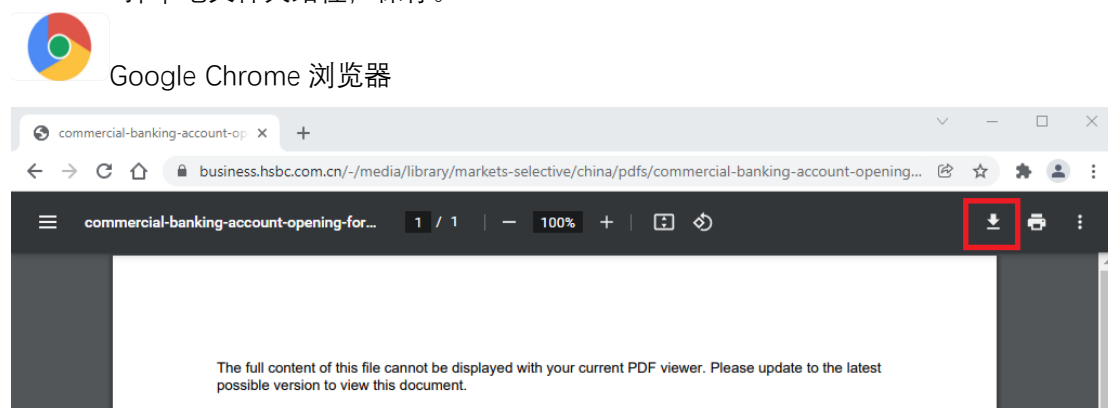 Google Chrome 浏览器
commercial-banking-account-op
business.hsbc.com.cn/-/media/library/markets-selective/china/pdfs/commercial-banking-account-opening...
commercial-banking-account-opening-for... 1 / 1 100%
The full content of this file cannot be displayed with your current PDF viewer. Please update to the latest
possible version to view this document.